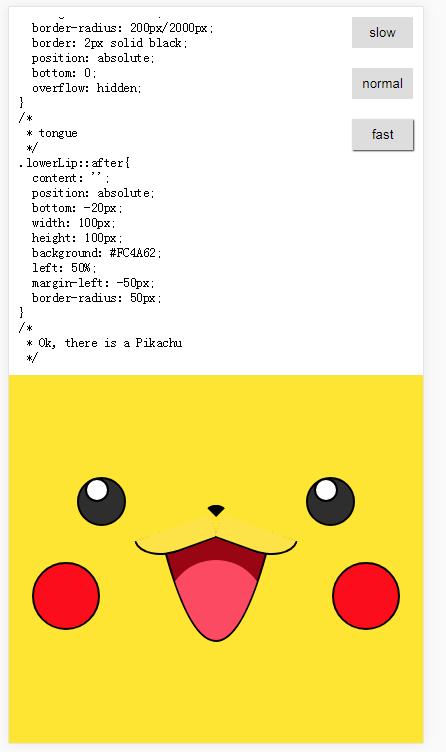 border-radius: 200px/2000px;
border: 2px solid black;
position: absolute;
bottom: 0;
overflow: hidden;
}
/*
* tongue
*/
.lowerLip::after{
content: '';
position: absolute;
bottom: -20px;
width: 100px;
height: 100px;
background: #FC4A62;
left: 50%;
margin-left: -50px;
border-radius: 50px;
}
/*
* Ok, there is a Pikachu
*/
slow
normal
fast